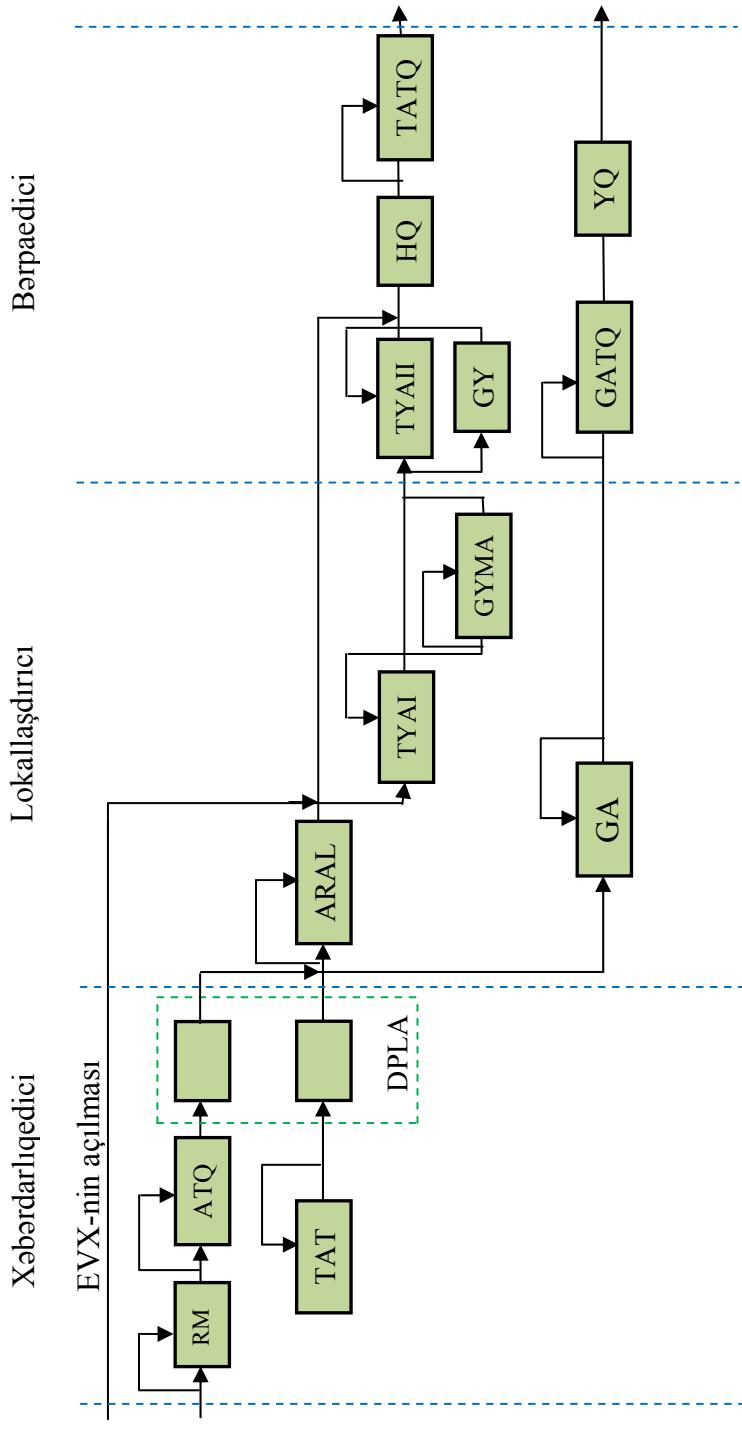 Xəbərdarlıqedici
Lokallaşdırıcı
Bərpaedici
EVX-nin açılması
RM
ATQ
TAT
DPLA
ARAL
TYAI
GYMA
GA
TYAII
GY
HQ
TATQ
GATQ
YQ